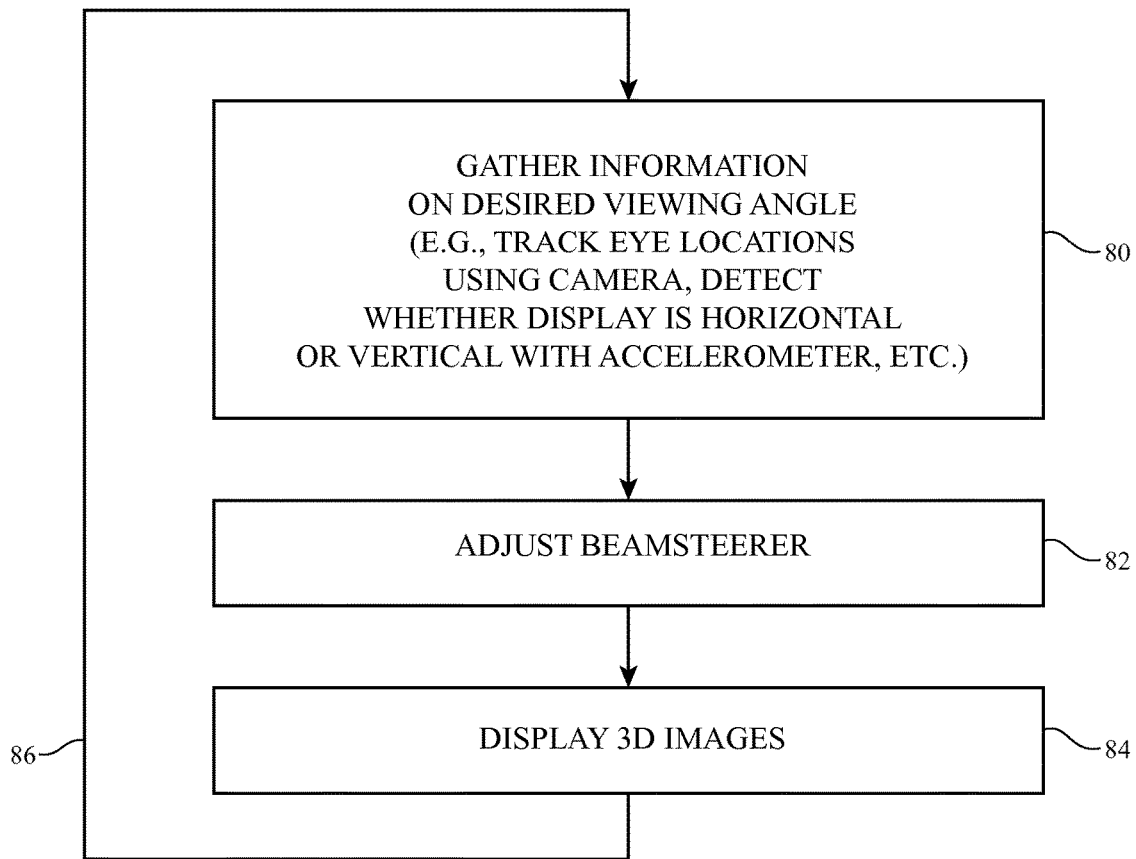 GATHER INFORMATION
ON DESIRED VIEWING ANGLE
(E.G., TRACK EYE LOCATIONS
USING CAMERA, DETECT
WHETHER DISPLAY IS HORIZONTAL
OR VERTICAL WITH ACCELEROMETER, ETC.)
80
ADJUST BEAMSTEERER
82
DISPLAY 3D IMAGES
84
86